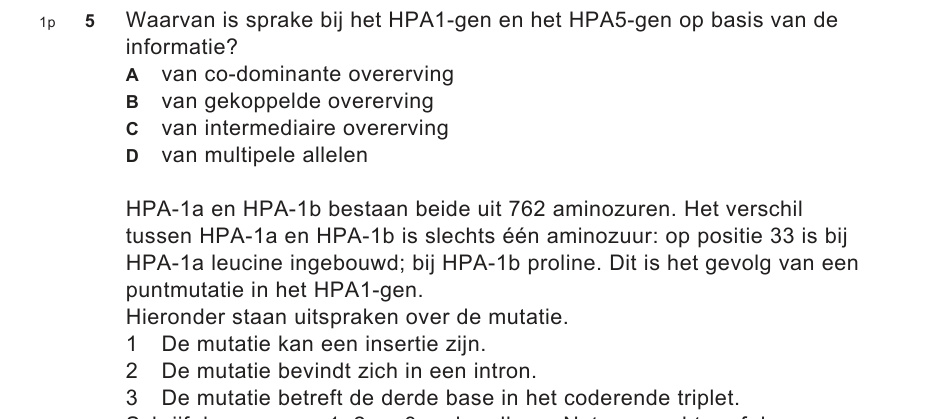 1p 5 Waarvan is sprake bij het HPA1-gen en het HPA5-gen op basis van de
informatie?
A van co-dominante overerving
B van gekoppelde overerving
C van intermediaire overerving
D van multipele allelen
HPA-1a en HPA-1b bestaan beide uit 762 aminozuren. Het verschil
tussen HPA-1a en HPA-1b is slechts één aminozuur: op positie 33 is bij
HPA-1a leucine ingebouwd; bij HPA-1b proline. Dit is het gevolg van een
puntmutatie in het HPA1-gen.
Hieronder staan uitspraken over de mutatie.
1 De mutatie kan een insertie zijn.
2 De mutatie bevindt zich in een intron.
3 De mutatie betreft de derde base in het coderende triplet.